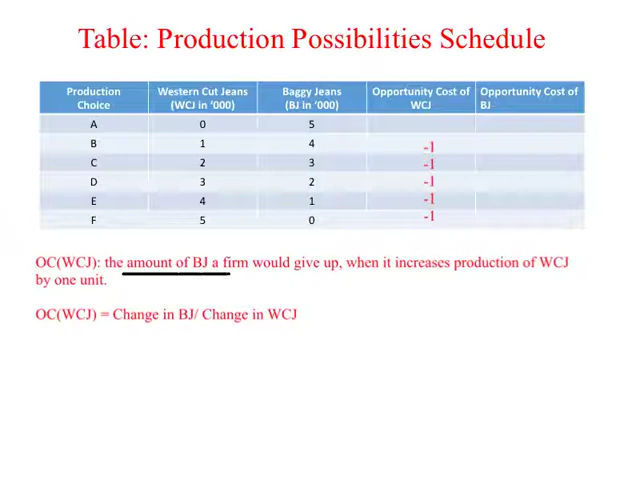 Table: Production Possibilities Schedule
Production Choice | Western Cut Jeans (WCJ in ‘000) | Baggy Jeans (BJ in ‘000) | Opportunity Cost of WCJ | Opportunity Cost of BJ
A 0 5
B 1 4 -1
C 2 3 -1
D 3 2 -1
E 4 1 -1
F 5 0 -1
OC(WCJ): the amount of BJ a firm would give up, when it increases production of WCJ
by one unit.
OC(WCJ) = Change in BJ/ Change in WCJ